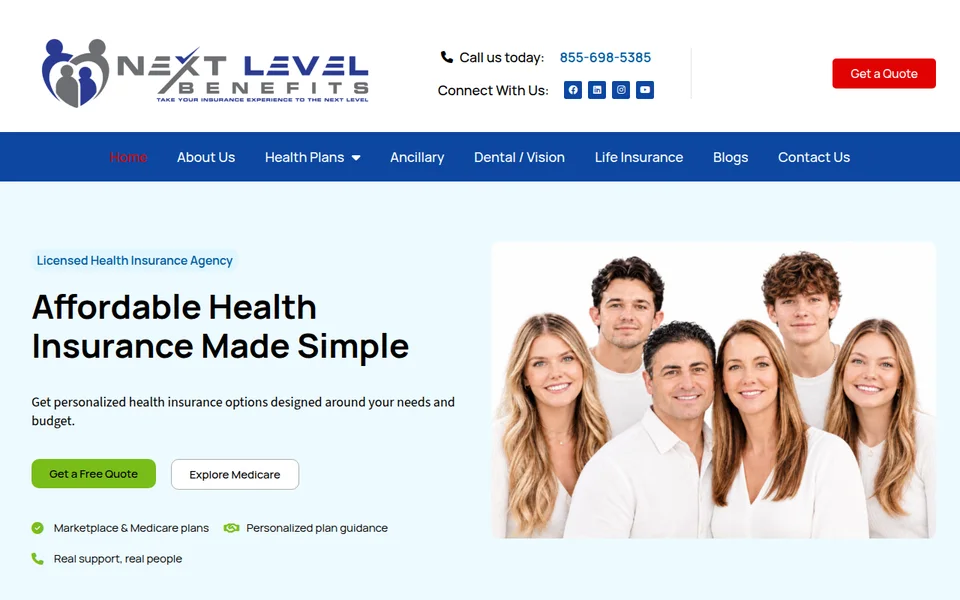 NEXT LEVEL
BENEFITS
TAKE YOUR INSURANCE EXPERIENCE TO THE NEXT LEVEL
Call us today: 855-698-5385
Connect With Us:
Get a Quote
Home About Us Health Plans Ancillary Dental / Vision Life Insurance Blogs Contact Us
Licensed Health Insurance Agency
Affordable Health
Insurance Made Simple
Get personalized health insurance options designed around your needs and
budget.
Get a Free Quote Explore Medicare
Marketplace & Medicare plans Personalized plan guidance
Real support, real people